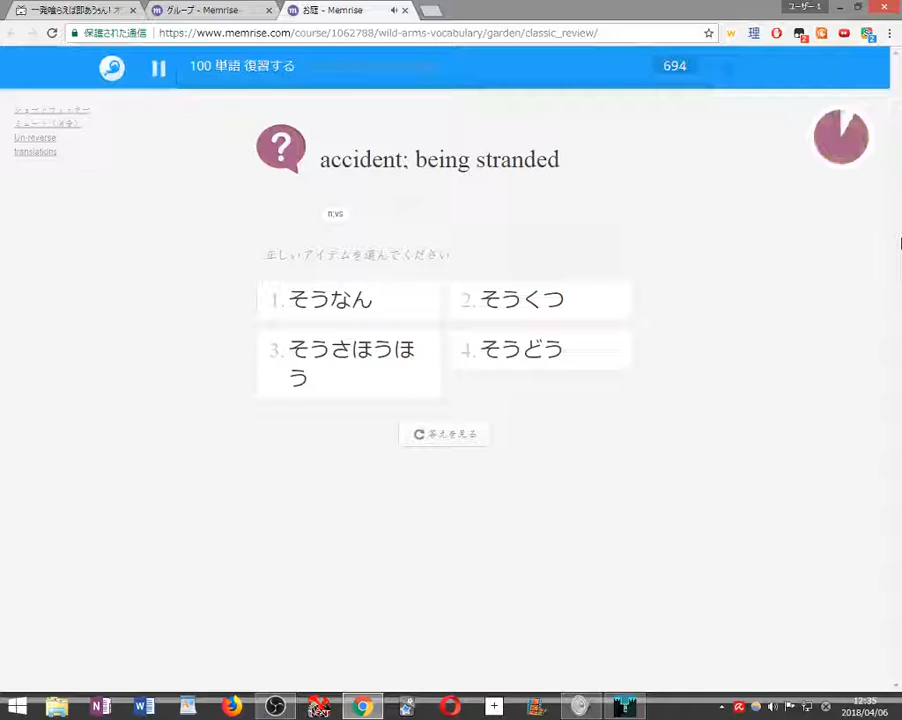 一発喰らえば即あうぅん! オ
グループ - Memrise
お庭 - Memrise
ユーザー 1
保護された通信
https://www.memrise.com/course/1062788/wild-arms-vocabulary/garden/classic_review/
100 単語 復習する
694
Un-reverse
translations
?
accident; being stranded
n;vs
正しいアイテムを選んでください
1. そうなん
2. そうくつ
3. そうさほうほ
う
4. そうどう
答えを見る
12:35
2018/04/06